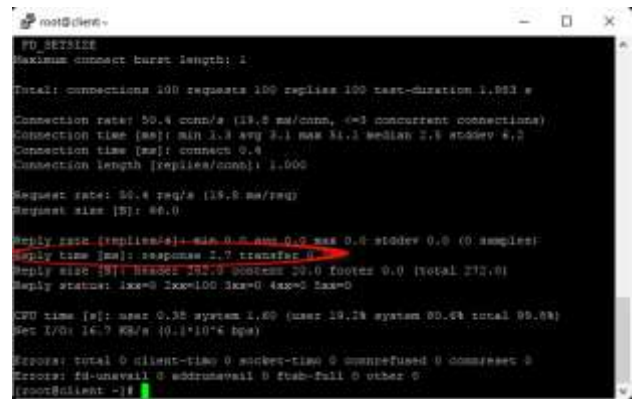 root@client:~
FD_SETSIZE
Maximum connect burst length: 1
Total: connections 100 requests 100 replies 100 test-duration 1.983 s
Connection rate: 50.4 conn/s (19.8 ms/conn, <=3 concurrent connections)
Connection time [ms]: min 1.3 avg 3.1 max 51.1 median 2.5 stddev 6.2
Connection time [ms]: connect 0.4
Connection length [replies/conn]: 1.000
Request rate: 50.4 req/s (19.8 ms/req)
Request size [B]: 66.0
Reply rate [replies/s]: min 0.0 avg 0.0 max 0.0 stddev 0.0 (0 samples)
Reply time [ms]: response 2.7 transfer 0
Reply size [B]: header 252.0 content 20.0 footer 0.0 (total 272.0)
Reply status: 1xx=0 2xx=100 3xx=0 4xx=0 5xx=0
CPU time [s]: user 0.38 system 1.60 (user 19.2% system 80.6% total 99.8%)
Net I/O: 16.7 KB/s (0.1*10^6 bps)
Errors: total 0 client-timo 0 socket-timo 0 connrefused 0 connreset 0
Errors: fd-unavail 0 addrunavail 0 ftab-full 0 other 0
[root@client ~]#